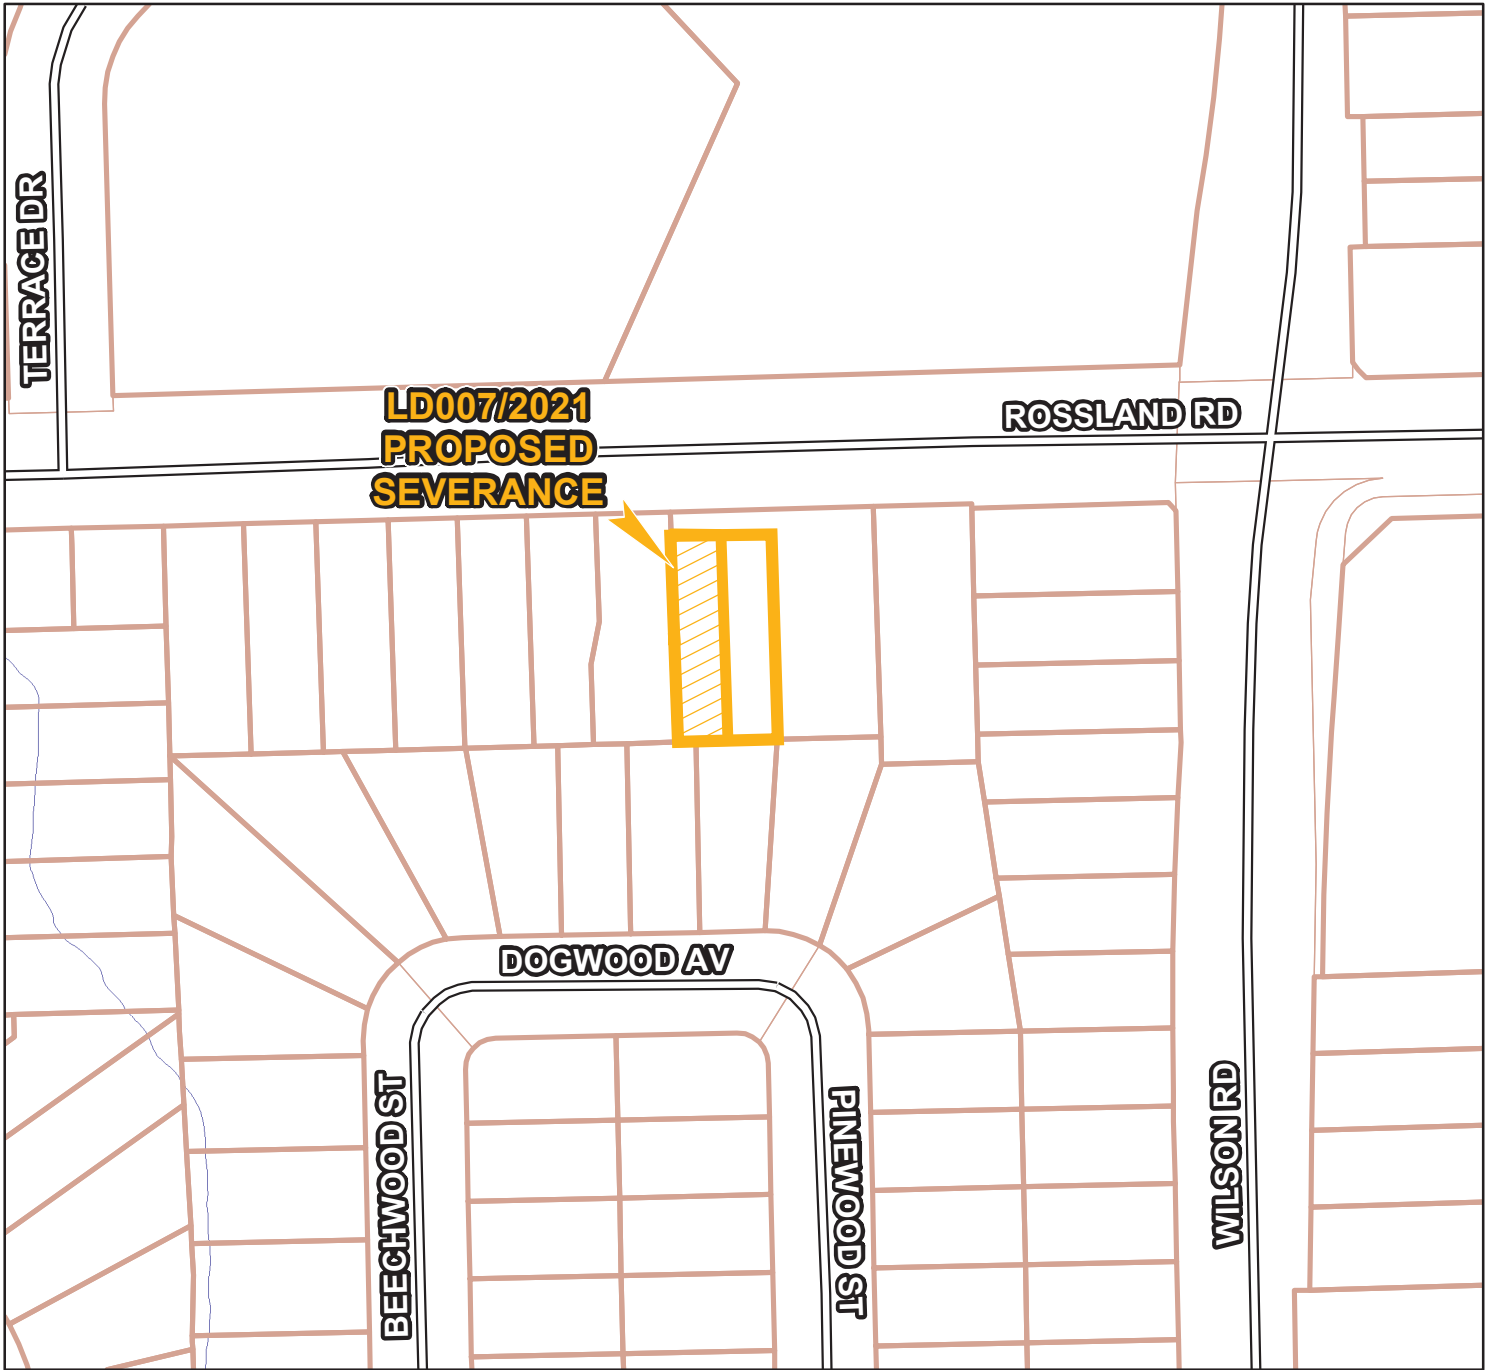 TERRACE DR
LD007/2021
PROPOSED
SEVERANCE
ROSSLAND RD
DOGWOOD AV
BEECHWOOD ST
PINEWOOD ST
WILSON RD